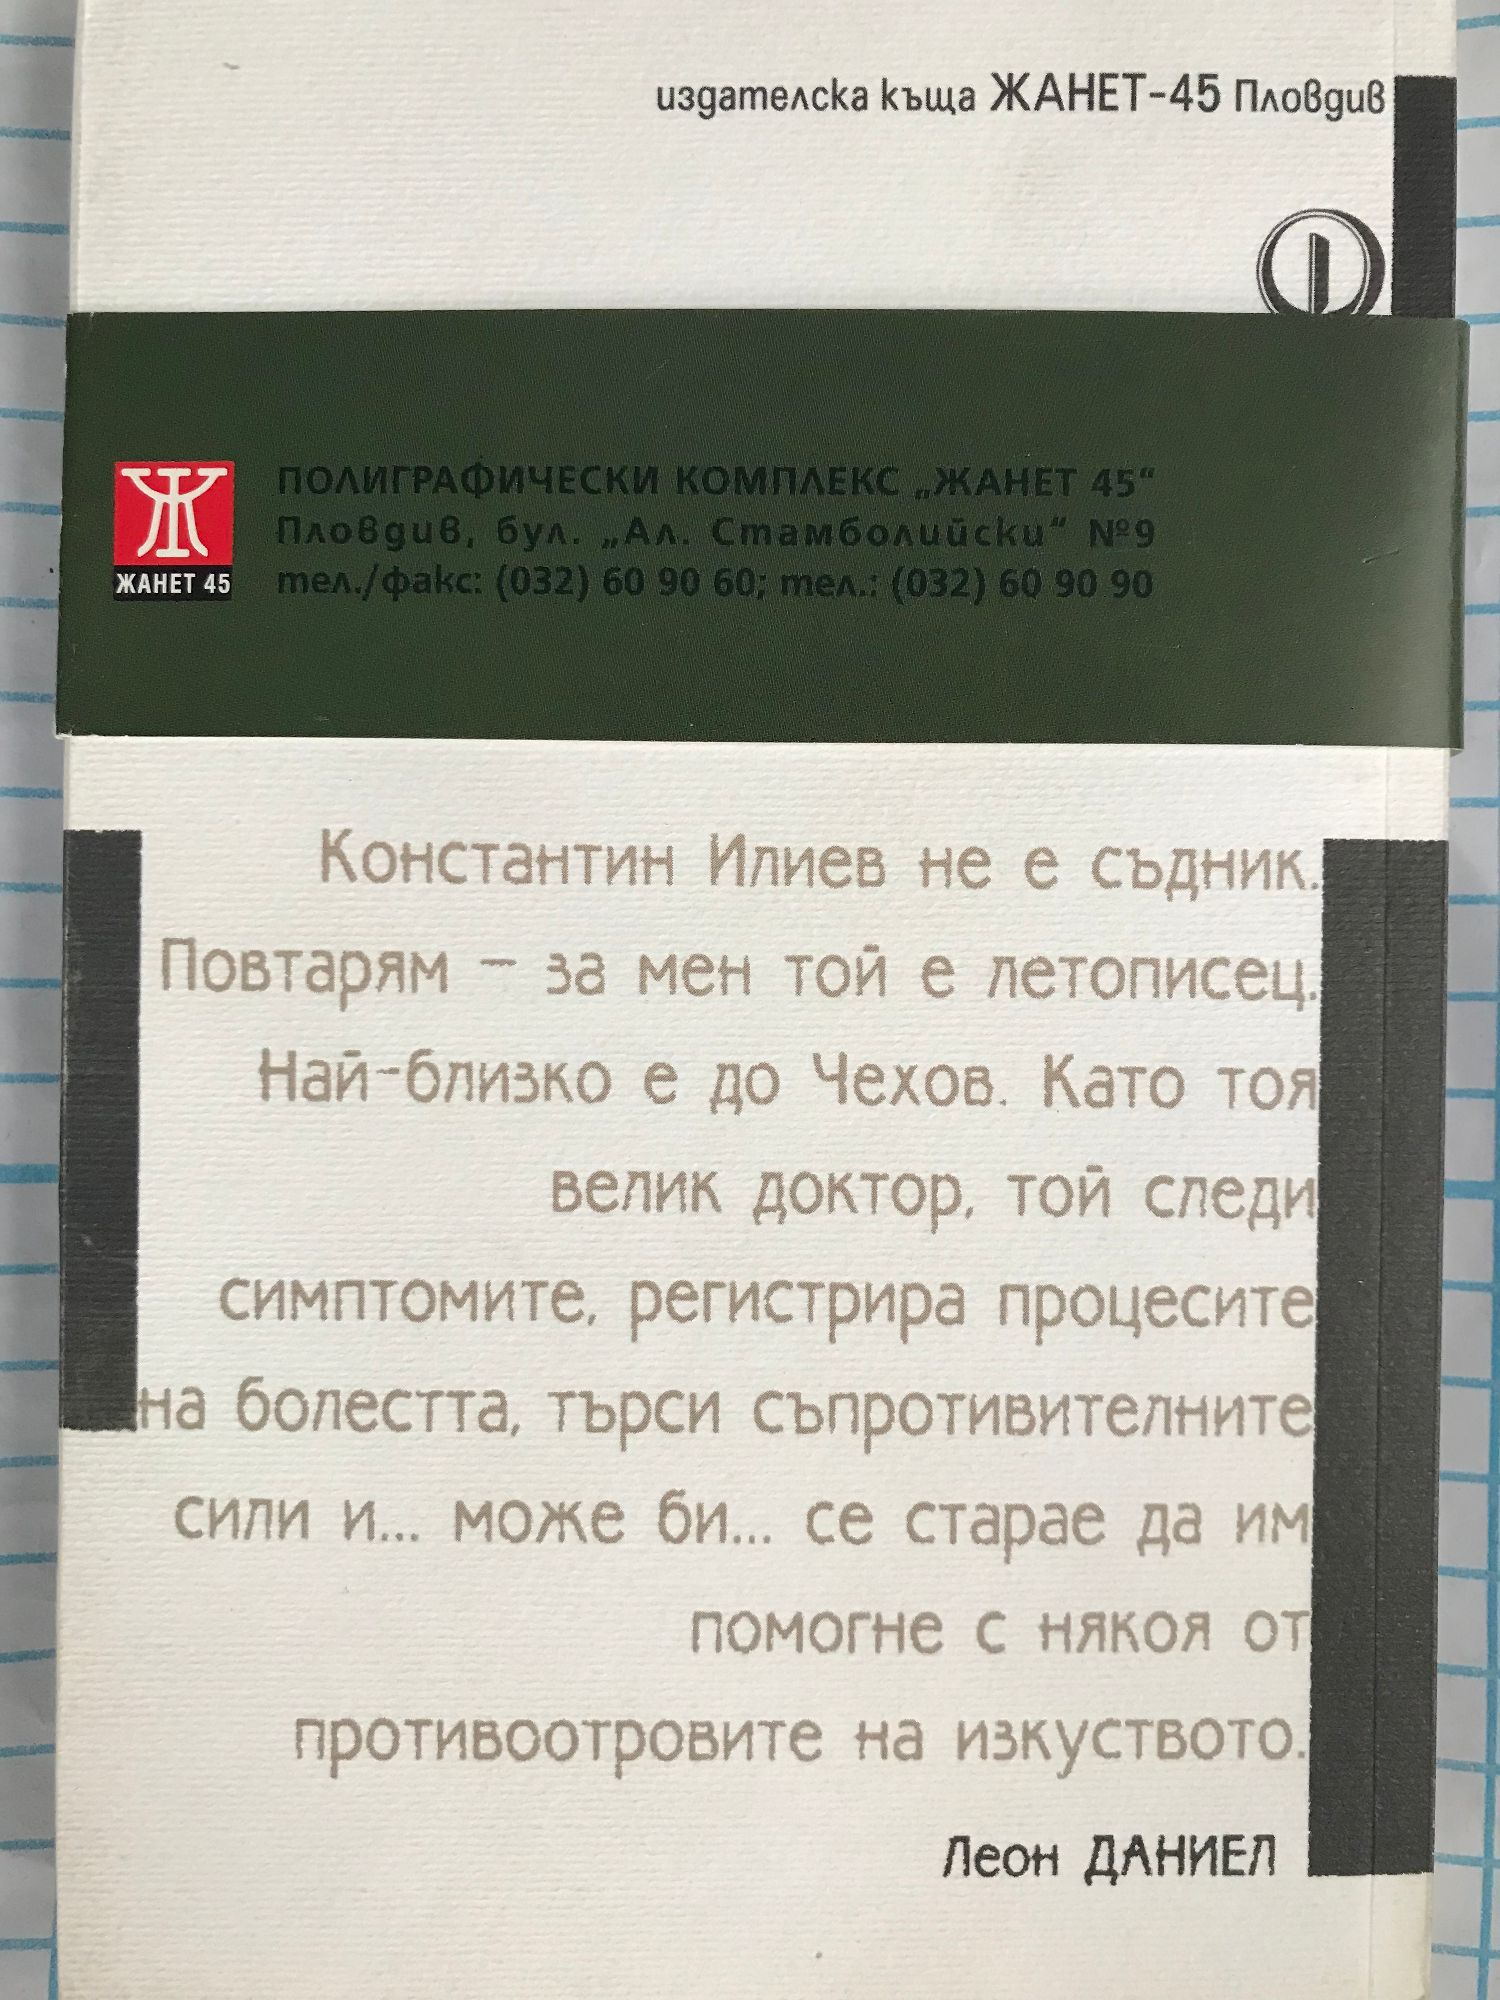 издателска къща ЖАНЕТ-45 Пловдив
ПОЛИГРАФИЧЕСКИ КОМПЛЕКС „ЖАНЕТ 45“
Пловдив, бул. „Ал. Стамболийски“ №9
тел./факс: (032) 60 90 60; тел.: (032) 60 90 90
Ж
ЖАНЕТ 45
Константин Илиев не е съдник.
Повтарям – за мен той е летописец.
Най-близко е до Чехов. Като тоя
велик доктор, той следи
симптомите, регистрира процесите
на болестта, търси съпротивителните
сили и... може би... се старае да им
помогне с някоя от
противоотровите на изкуството.
Леон ДАНИЕЛ